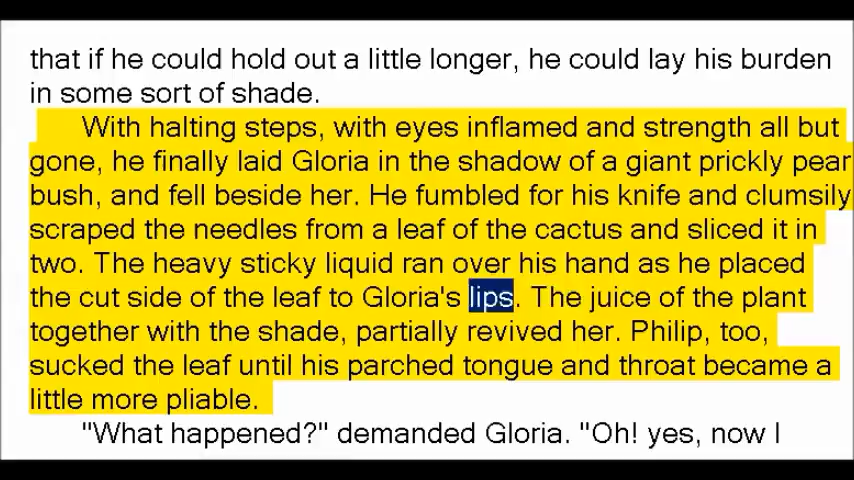 that if he could hold out a little longer, he could lay his burden
in some sort of shade.
With halting steps, with eyes inflamed and strength all but
gone, he finally laid Gloria in the shadow of a giant prickly pear
bush, and fell beside her. He fumbled for his knife and clumsily
scraped the needles from a leaf of the cactus and sliced it in
two. The heavy sticky liquid ran over his hand as he placed
the cut side of the leaf to Gloria's lips. The juice of the plant
together with the shade, partially revived her. Philip, too,
sucked the leaf until his parched tongue and throat became a
little more pliable.
"What happened?" demanded Gloria. "Oh! yes, now I